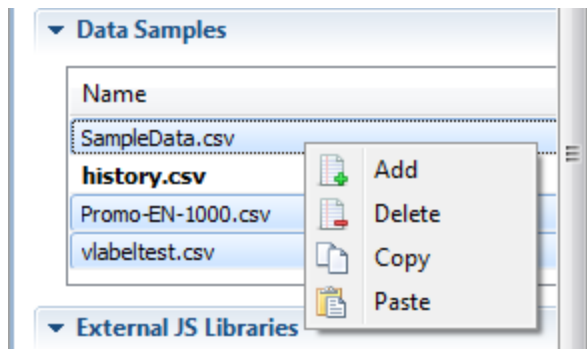 Data Samples
Name
SampleData.csv
history.csv
Promo-EN-1000.csv
vlabeltest.csv
Add
Delete
Copy
Paste
External JS Libraries